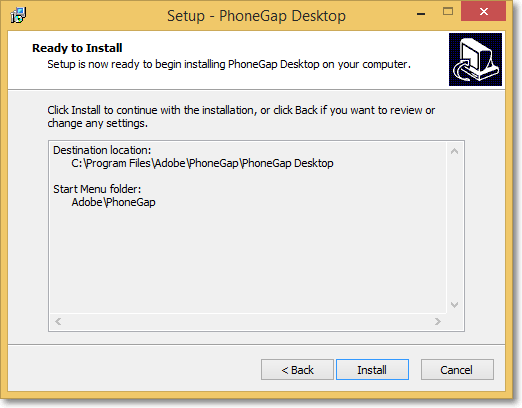 Setup - PhoneGap Desktop
Ready to Install
Setup is now ready to begin installing PhoneGap Desktop on your computer.
Click Install to continue with the installation, or click Back if you want to review or
change any settings.
Destination location:
C:\Program Files\Adobe\PhoneGap\PhoneGap Desktop
Start Menu folder:
Adobe\PhoneGap
< Back
Install
Cancel